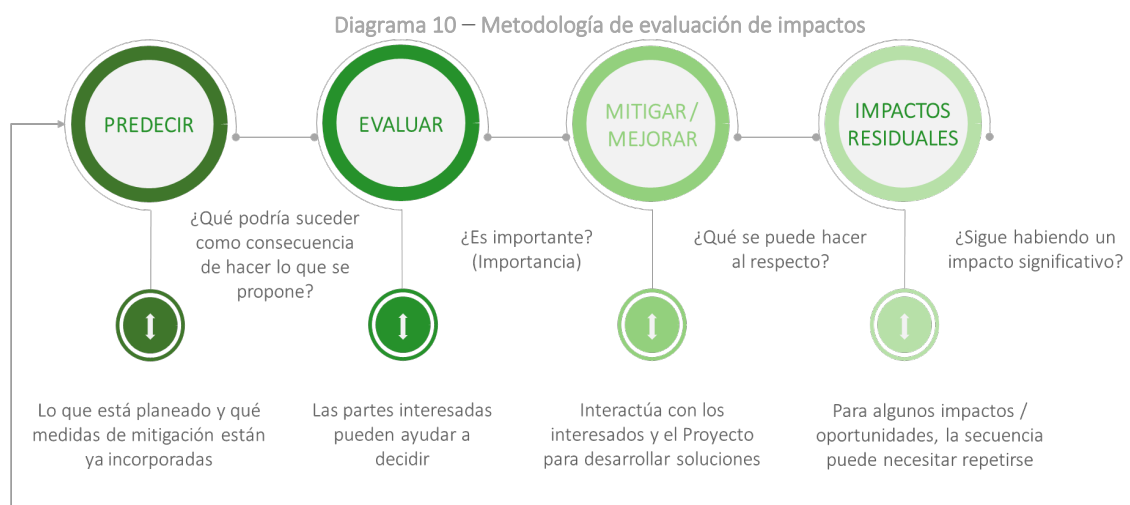 Diagrama 10 – Metodología de evaluación de impactos
PREDECIR
EVALUAR
MITIGAR/
MEJORAR
IMPACTOS
RESIDUALES
¿Qué podría suceder
como consecuencia
de hacer lo que se
propone?
¿Es importante?
(Importancia)
¿Qué se puede hacer
al respecto?
¿Sigue habiendo un
impacto significativo?
Lo que está planeado y qué
medidas de mitigación están
ya incorporadas
Las partes interesadas
pueden ayudar a
decidir
Interactúa con los
interesados y el Proyecto
para desarrollar soluciones
Para algunos impactos /
oportunidades, la secuencia
puede necesitar repetirse